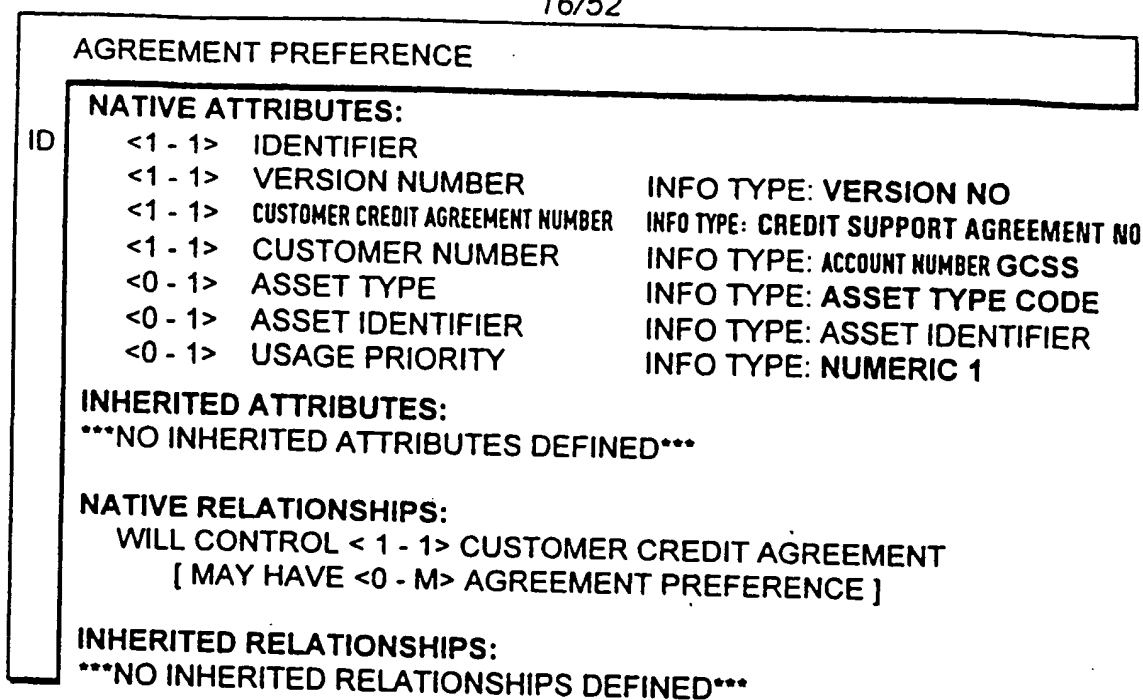 16/52
AGREEMENT PREFERENCE
NATIVE ATTRIBUTES:
ID <1 - 1> IDENTIFIER
<1 - 1> VERSION NUMBER INFO TYPE: VERSION NO
<1 - 1> CUSTOMER CREDIT AGREEMENT NUMBER INFO TYPE: CREDIT SUPPORT AGREEMENT NO
<1 - 1> CUSTOMER NUMBER INFO TYPE: ACCOUNT NUMBER GCSS
<0 - 1> ASSET TYPE INFO TYPE: ASSET TYPE CODE
<0 - 1> ASSET IDENTIFIER INFO TYPE: ASSET IDENTIFIER
<0 - 1> USAGE PRIORITY INFO TYPE: NUMERIC 1
INHERITED ATTRIBUTES:
***NO INHERITED ATTRIBUTES DEFINED***
NATIVE RELATIONSHIPS:
WILL CONTROL < 1 - 1> CUSTOMER CREDIT AGREEMENT
[ MAY HAVE <0 - M> AGREEMENT PREFERENCE ]
INHERITED RELATIONSHIPS:
***NO INHERITED RELATIONSHIPS DEFINED***